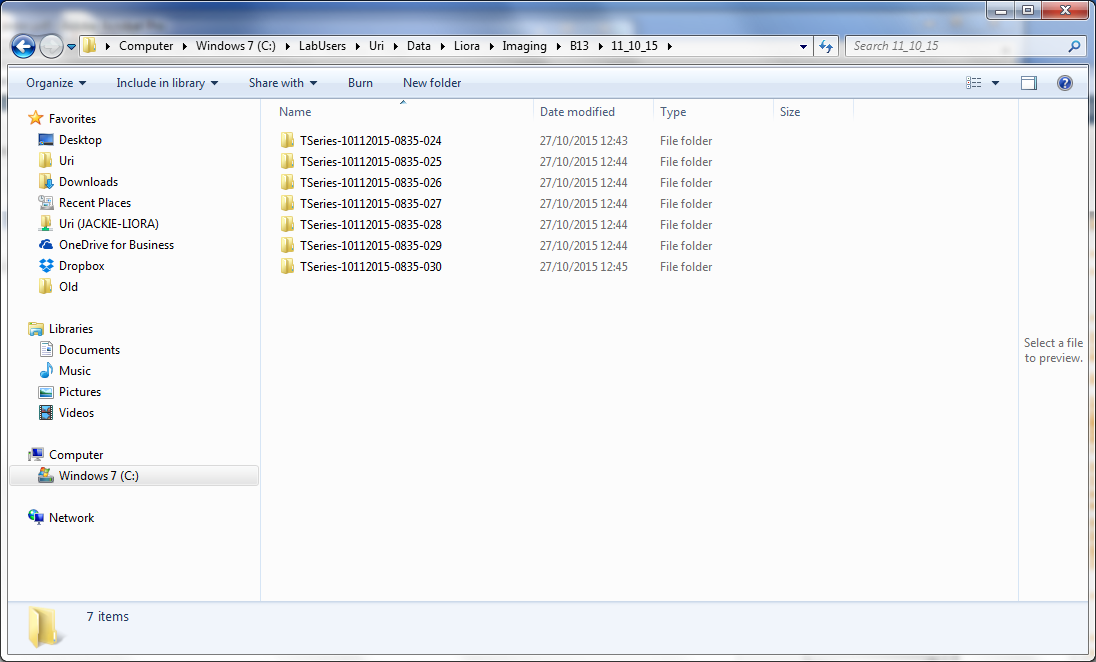 Computer Windows 7 (C:) LabUsers Uri Data Liora Imaging B13 11_10_15 Search 11_10_15
Organize Include in library Share with Burn New folder
Favorites
Desktop
Uri
Downloads
Recent Places
Uri (JACKIE-LIORA)
OneDrive for Business
Dropbox
Old
Libraries
Documents
Music
Pictures
Videos
Computer
Windows 7 (C:)
Network
Name Date modified Type Size
TSeries-10112015-0835-024 27/10/2015 12:43 File folder
TSeries-10112015-0835-025 27/10/2015 12:44 File folder
TSeries-10112015-0835-026 27/10/2015 12:44 File folder
TSeries-10112015-0835-027 27/10/2015 12:44 File folder
TSeries-10112015-0835-028 27/10/2015 12:44 File folder
TSeries-10112015-0835-029 27/10/2015 12:44 File folder
TSeries-10112015-0835-030 27/10/2015 12:45 File folder
Select a file
to preview.
7 items